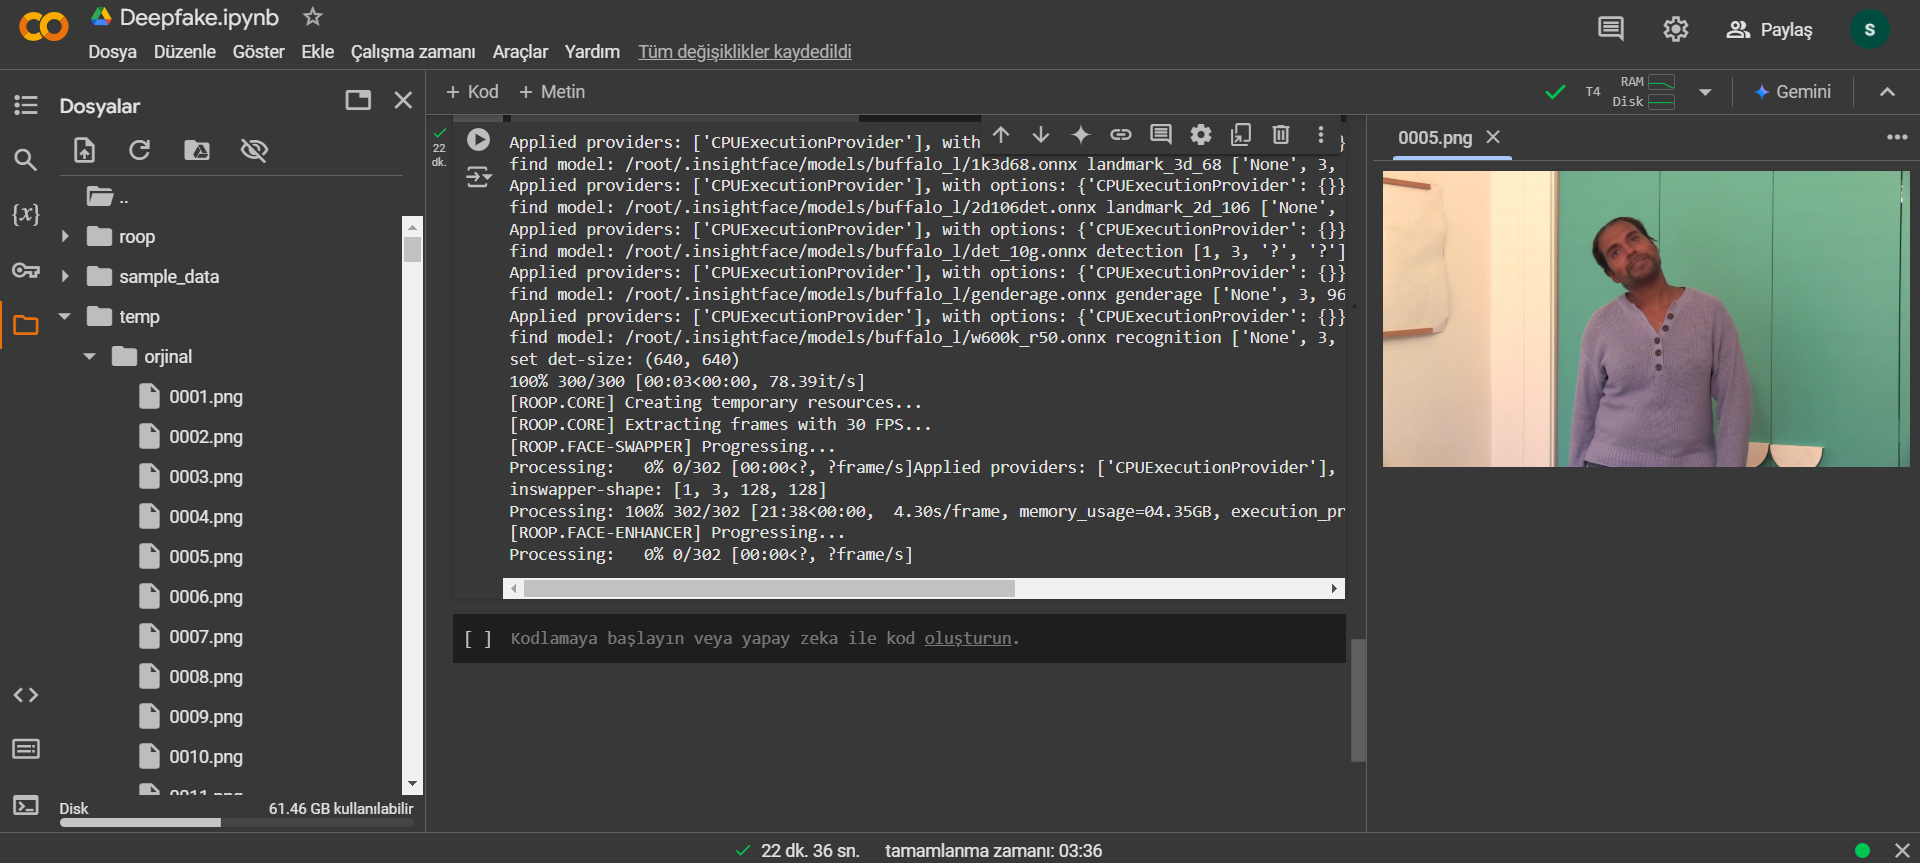 Deepfake.ipynb
Dosya Düzenle Göster Ekle Çalışma zamanı Araçlar Yardım Tüm değişiklikler kaydedildi
Paylaş
S
Dosyalar
..
roop
sample_data
temp
orjinal
0001.png
0002.png
0003.png
0004.png
0005.png
0006.png
0007.png
0008.png
0009.png
0010.png
0011.png
Disk 61.46 GB kullanılabilir
{x}
+ Kod + Metin
T4 RAM
Disk
Gemini
22
dk.
Applied providers: ['CPUExecutionProvider'], with
find model: /root/.insightface/models/buffalo_l/1k3d68.onnx landmark_3d_68 ['None', 3,
Applied providers: ['CPUExecutionProvider'], with options: {'CPUExecutionProvider': {}}
find model: /root/.insightface/models/buffalo_l/2d106det.onnx landmark_2d_106 ['None',
Applied providers: ['CPUExecutionProvider'], with options: {'CPUExecutionProvider': {}}
find model: /root/.insightface/models/buffalo_l/det_10g.onnx detection [1, 3, '?', '?']
Applied providers: ['CPUExecutionProvider'], with options: {'CPUExecutionProvider': {}}
find model: /root/.insightface/models/buffalo_l/genderage.onnx genderage ['None', 3, 96
Applied providers: ['CPUExecutionProvider'], with options: {'CPUExecutionProvider': {}}
find model: /root/.insightface/models/buffalo_l/w600k_r50.onnx recognition ['None', 3,
set det-size: (640, 640)
100% 300/300 [00:03<00:00, 78.39it/s]
[ROOP.CORE] Creating temporary resources...
[ROOP.CORE] Extracting frames with 30 FPS...
[ROOP.FACE-SWAPPER] Progressing...
Processing:   0% 0/302 [00:00<?, ?frame/s]Applied providers: ['CPUExecutionProvider'],
inswapper-shape: [1, 3, 128, 128]
Processing: 100% 302/302 [21:38<00:00,  4.30s/frame, memory_usage=04.35GB, execution_pr
[ROOP.FACE-ENHANCER] Progressing...
Processing:   0% 0/302 [00:00<?, ?frame/s]
[ ] Kodlamaya başlayın veya yapay zeka ile kod oluşturun.
0005.png
22 dk. 36 sn. tamamlanma zamanı: 03:36